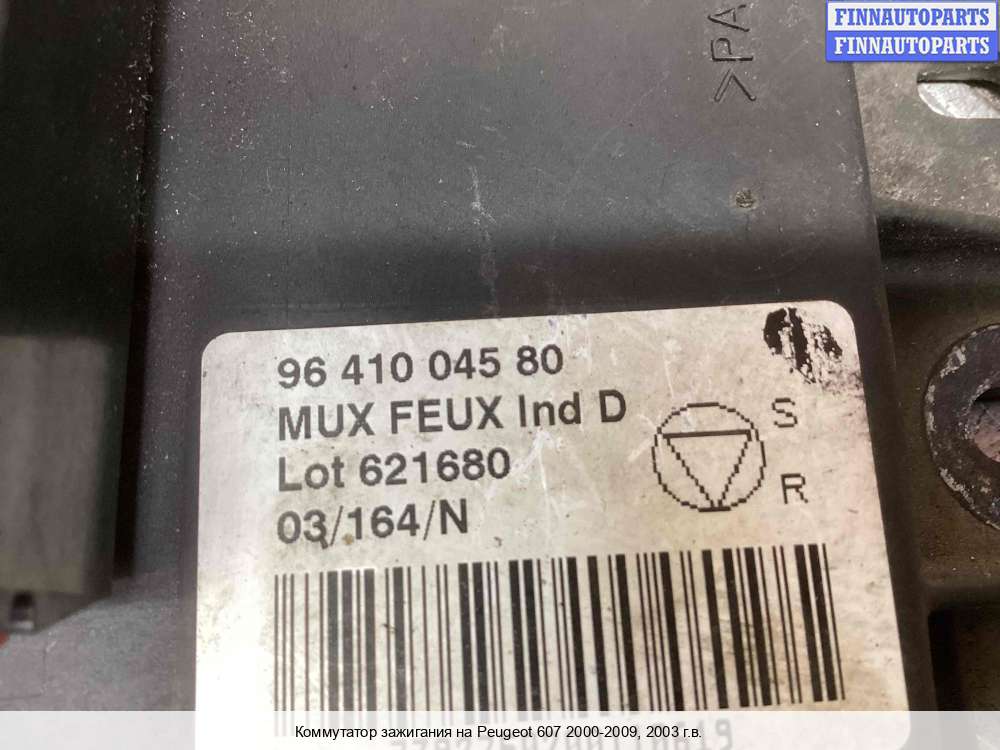 FINNAUTOPARTS
FINNAUTOPARTS
>PA
96 410 045 80
MUX FEUX Ind D
S
Lot 621680
R
03/164/N
Коммутатор зажигания на Peugeot 607 2000-2009, 2003 г.в.